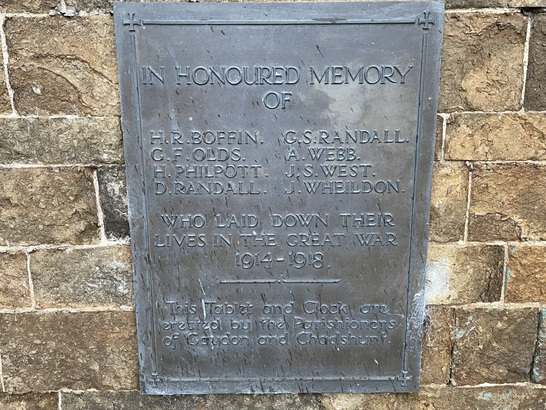 IN HONOURED MEMORY
OF
H.R.BOFFIN. G.S.RANDALL.
G.F.OLDS. A.WEBB.
H.PHILPOTT. J.S.WEST.
D.RANDALL. J.WHEILDON.
WHO LAID DOWN THEIR
LIVES IN THE GREAT WAR
1914-1918.
This Tablet and Clock are
erected by the Parishioners
of Gaydon and Chadshunt.